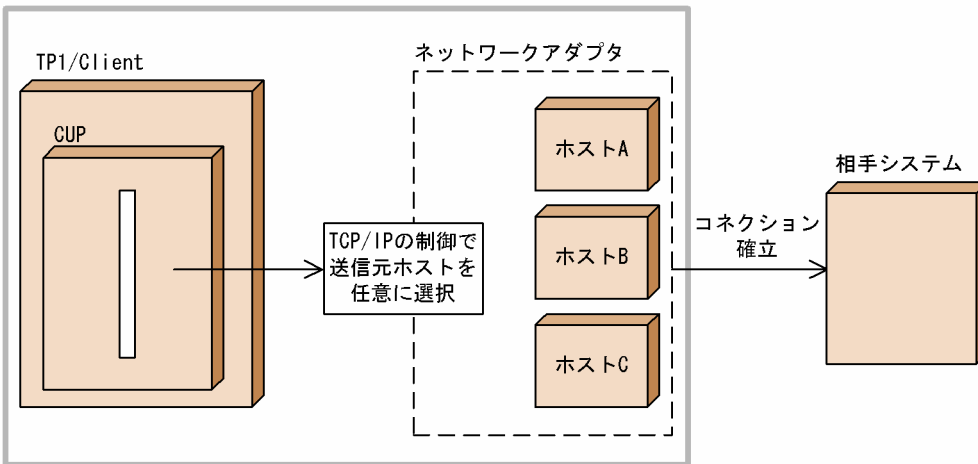 ネットワークアダプタ
TP1/Client
CUP
ホストA
相手システム
TCP/IPの制御で
送信元ホストを
任意に選択
ホストB
コネクション
確立
ホストC